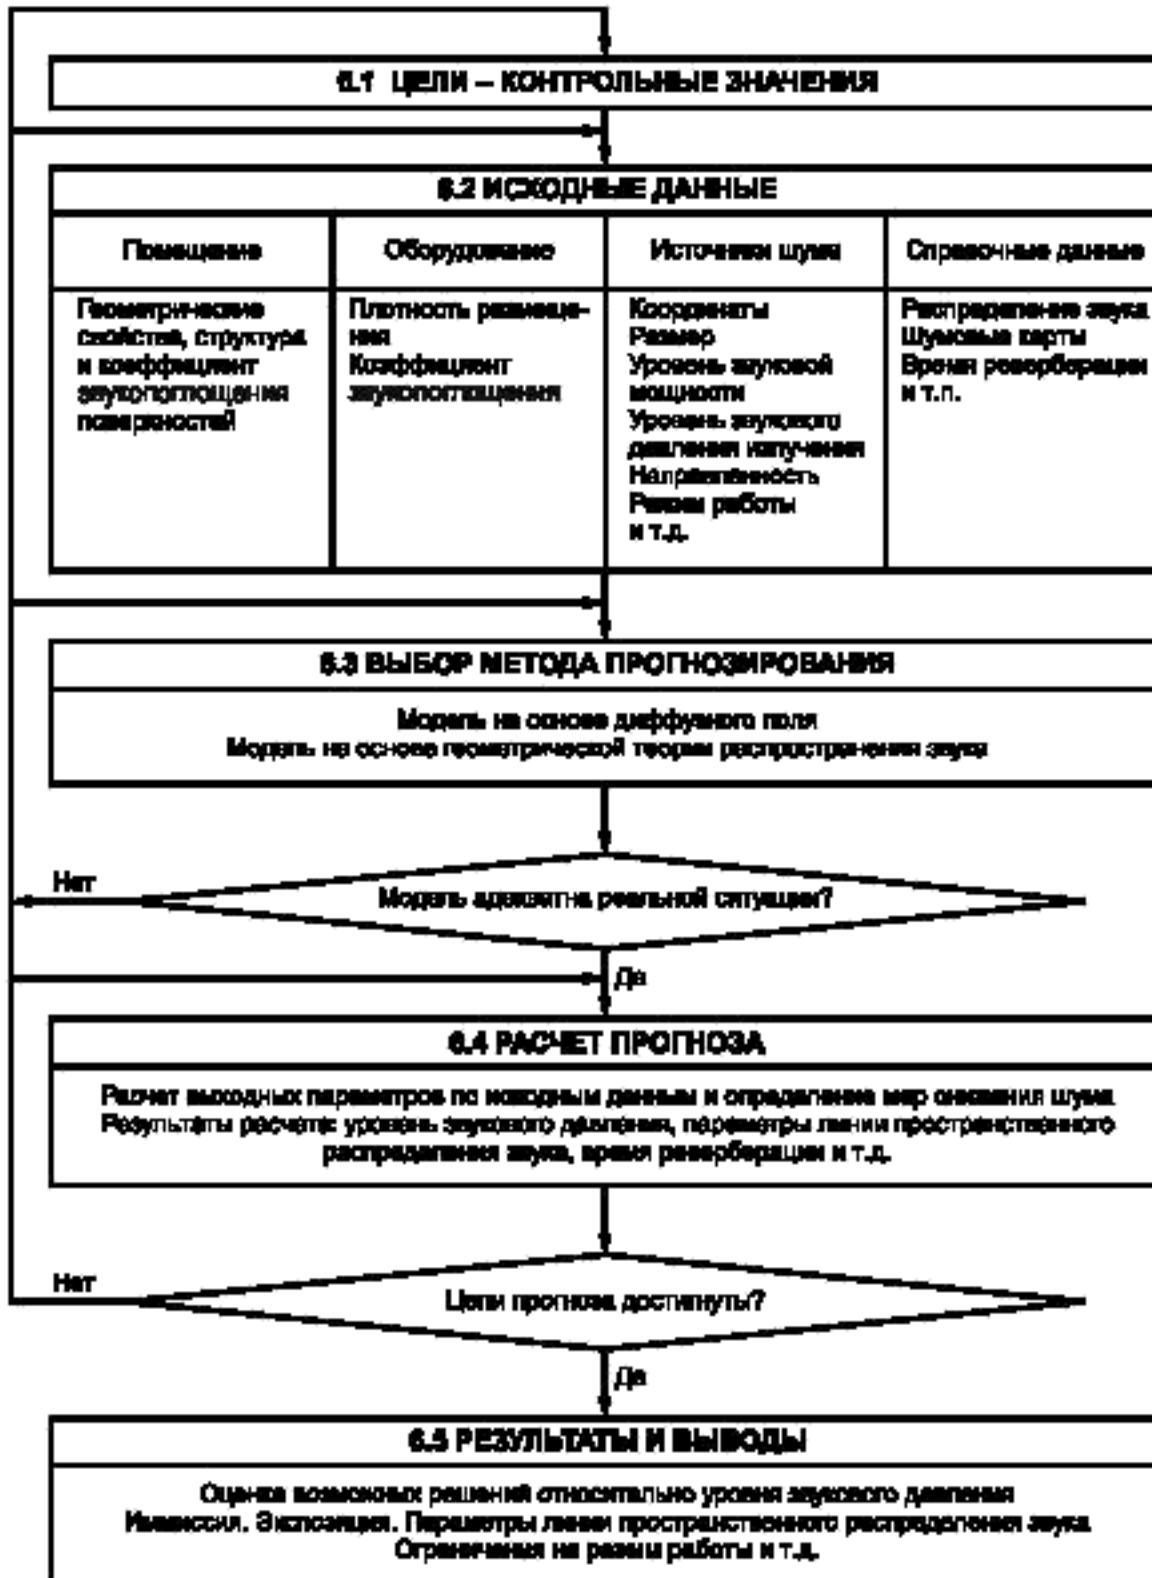 6.1 ЦЕЛИ – КОНТРОЛЬНЫЕ ЗНАЧЕНИЯ
6.2 ИСХОДНЫЕ ДАННЫЕ
Помещение
Геометрические
свойства, структура
и коэффициент
звукопоглощения
поверхностей
Оборудование
Плотность размеще-
ния
Коэффициент
звукопоглощения
Источники шума
Координаты
Размер
Уровень звуковой
мощности
Уровень звукового
давления излучения
Направленность
Режим работы
и т.д.
Справочные данные
Распределение звука
Шумовые карты
Время реверберации
и т.п.
6.3 ВЫБОР МЕТОДА ПРОГНОЗИРОВАНИЯ
Модель на основе диффузного поля
Модель на основе геометрической теории распространения звука
Нет
Модель адекватна реальной ситуации?
Да
6.4 РАСЧЕТ ПРОГНОЗА
Расчет выходных параметров по исходным данным и определение мер снижения шума
Результаты расчета: уровень звукового давления, параметры линии пространственного
распределения звука, время реверберации и т.д.
Нет
Цели прогноза достигнуты?
Да
6.5 РЕЗУЛЬТАТЫ И ВЫВОДЫ
Оценка возможных решений относительно уровня звукового давления
Иммиссия. Экспозиция. Параметры линии пространственного распределения звука
Ограничения на режим работы и т.д.